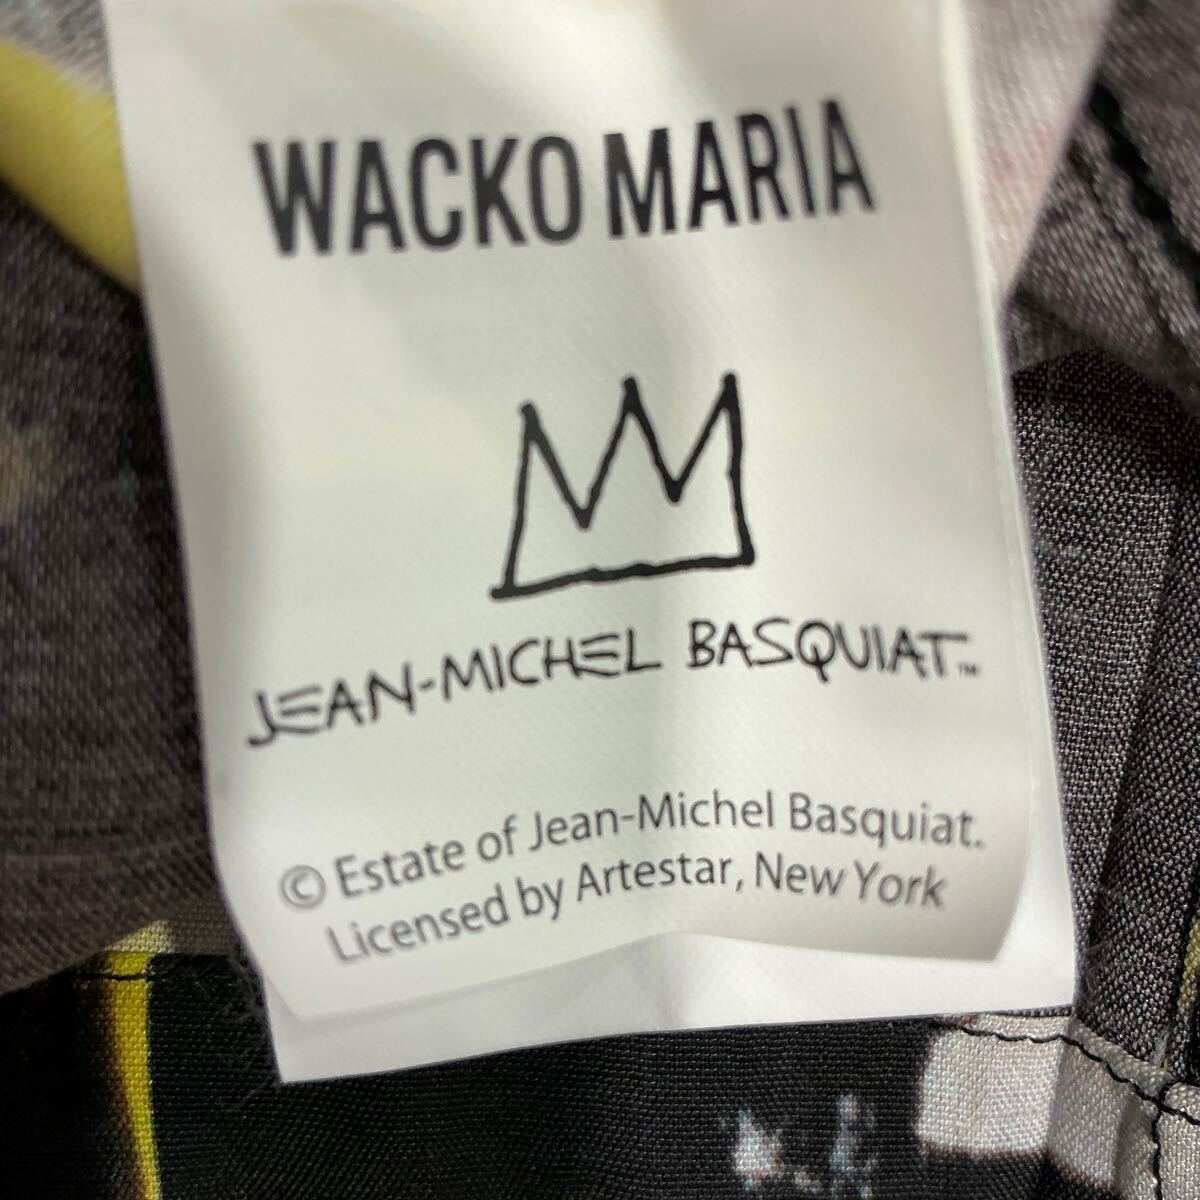 WACKO MARIA
JEAN-MICHEL BASQUIAT™
© Estate of Jean-Michel Basquiat.
Licensed by Artestar, New York